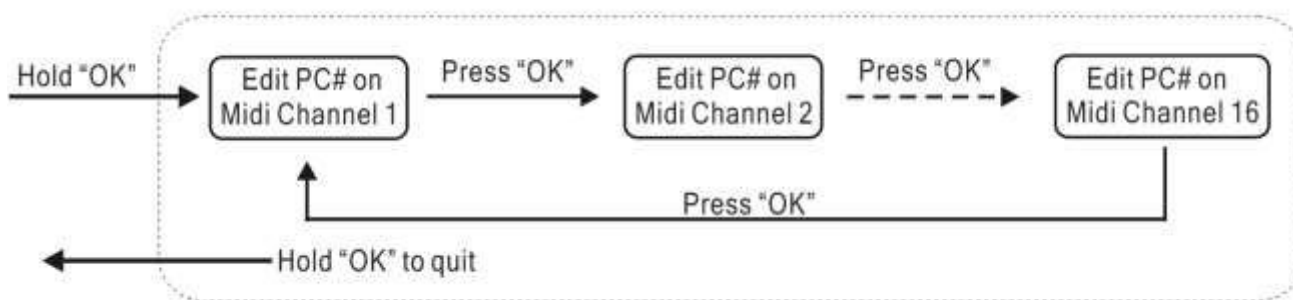 Hold “OK”
Edit PC# on
Midi Channel 1
Press “OK”
Edit PC# on
Midi Channel 2
Press “OK”
Edit PC# on
Midi Channel 16
Press “OK”
Hold “OK” to quit